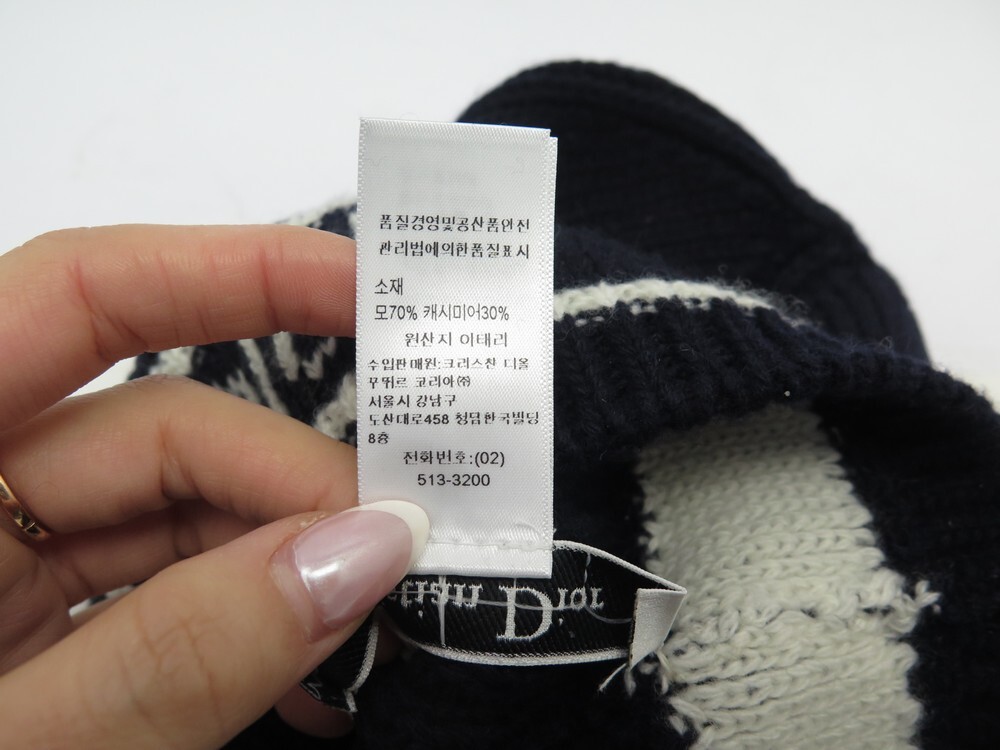 품질경영및공산품안전
관리법에의한품질표시
소재
모70% 캐시미어30%
원산지 이태리
수입판매원:크리스챤 디올
꾸뛰르 코리아㈜
서울시 강남구
도산대로458 청담한국빌딩
8층
전화번호:(02)
513-3200
Dior